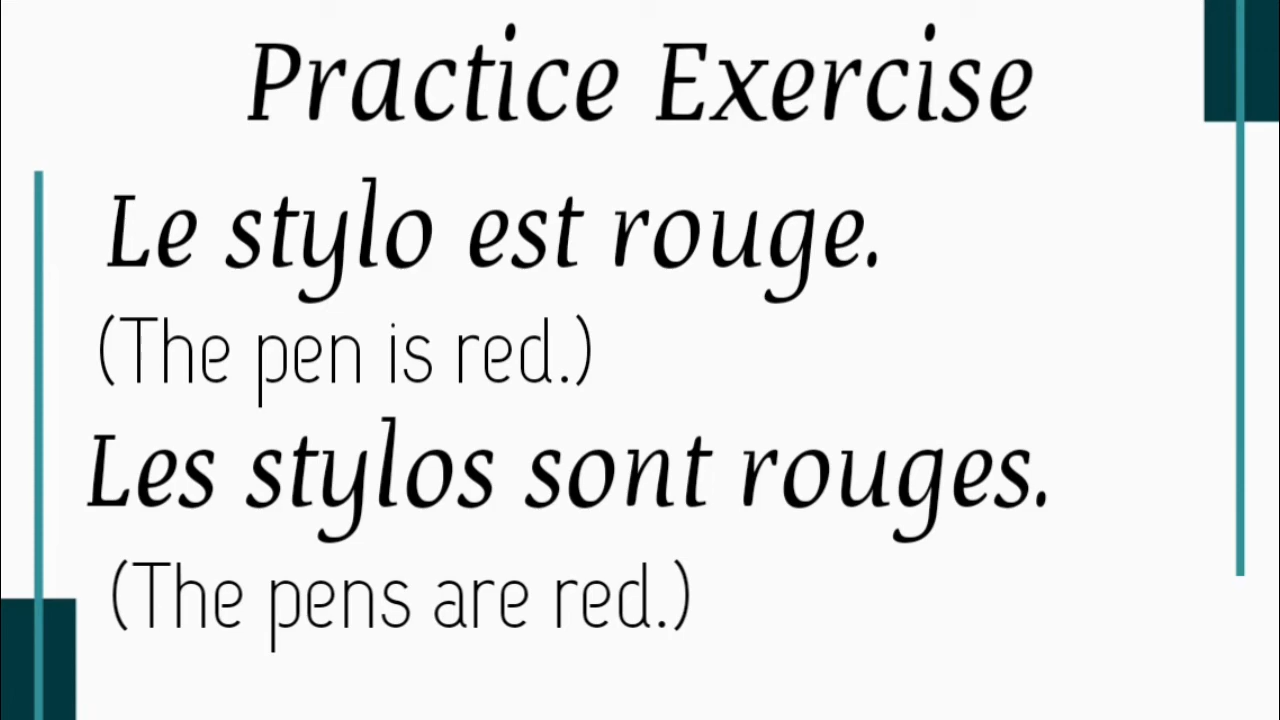 Practice Exercise
Le stylo est rouge.
(The pen is red.)
Les stylos sont rouges.
(The pens are red.)